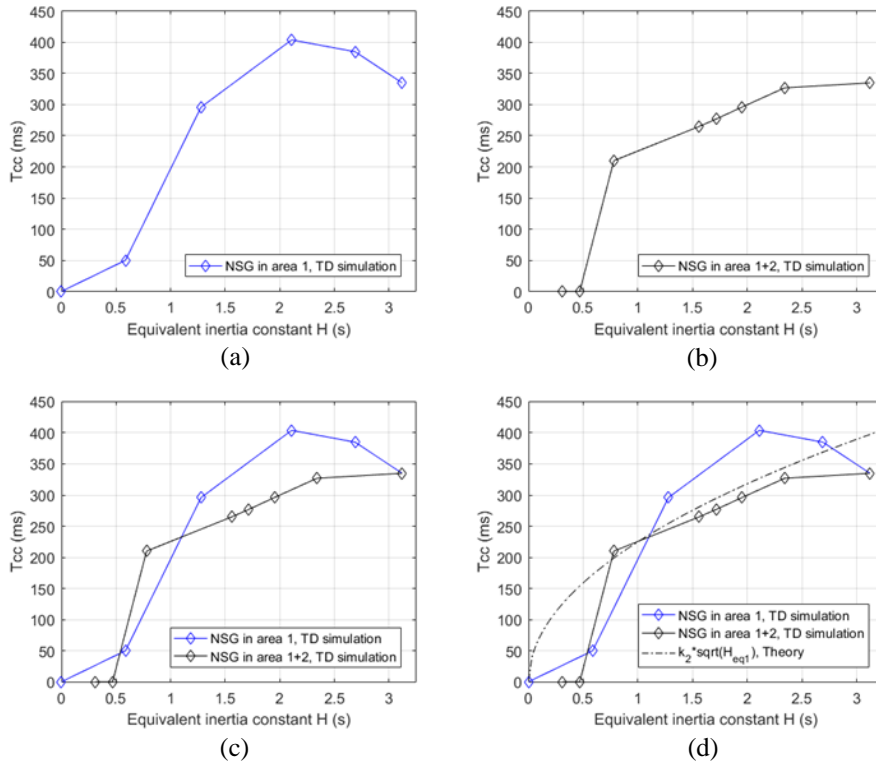 450
400
350
300
250
200
150
100
50
0
Tcc (ms)
NSG in area 1, TD simulation
0 0.5 1 1.5 2 2.5 3
Equivalent inertia constant H (s)
(a)
450
400
350
300
250
200
150
100
50
0
Tcc (ms)
NSG in area 1+2, TD simulation
0 0.5 1 1.5 2 2.5 3
Equivalent inertia constant H (s)
(b)
450
400
350
300
250
200
150
100
50
0
Tcc (ms)
NSG in area 1, TD simulation
NSG in area 1+2, TD simulation
0 0.5 1 1.5 2 2.5 3
Equivalent inertia constant H (s)
(c)
450
400
350
300
250
200
150
100
50
0
Tcc (ms)
NSG in area 1, TD simulation
NSG in area 1+2, TD simulation
k2*sqrt(Heq1), Theory
0 0.5 1 1.5 2 2.5 3
Equivalent inertia constant H (s)
(d)